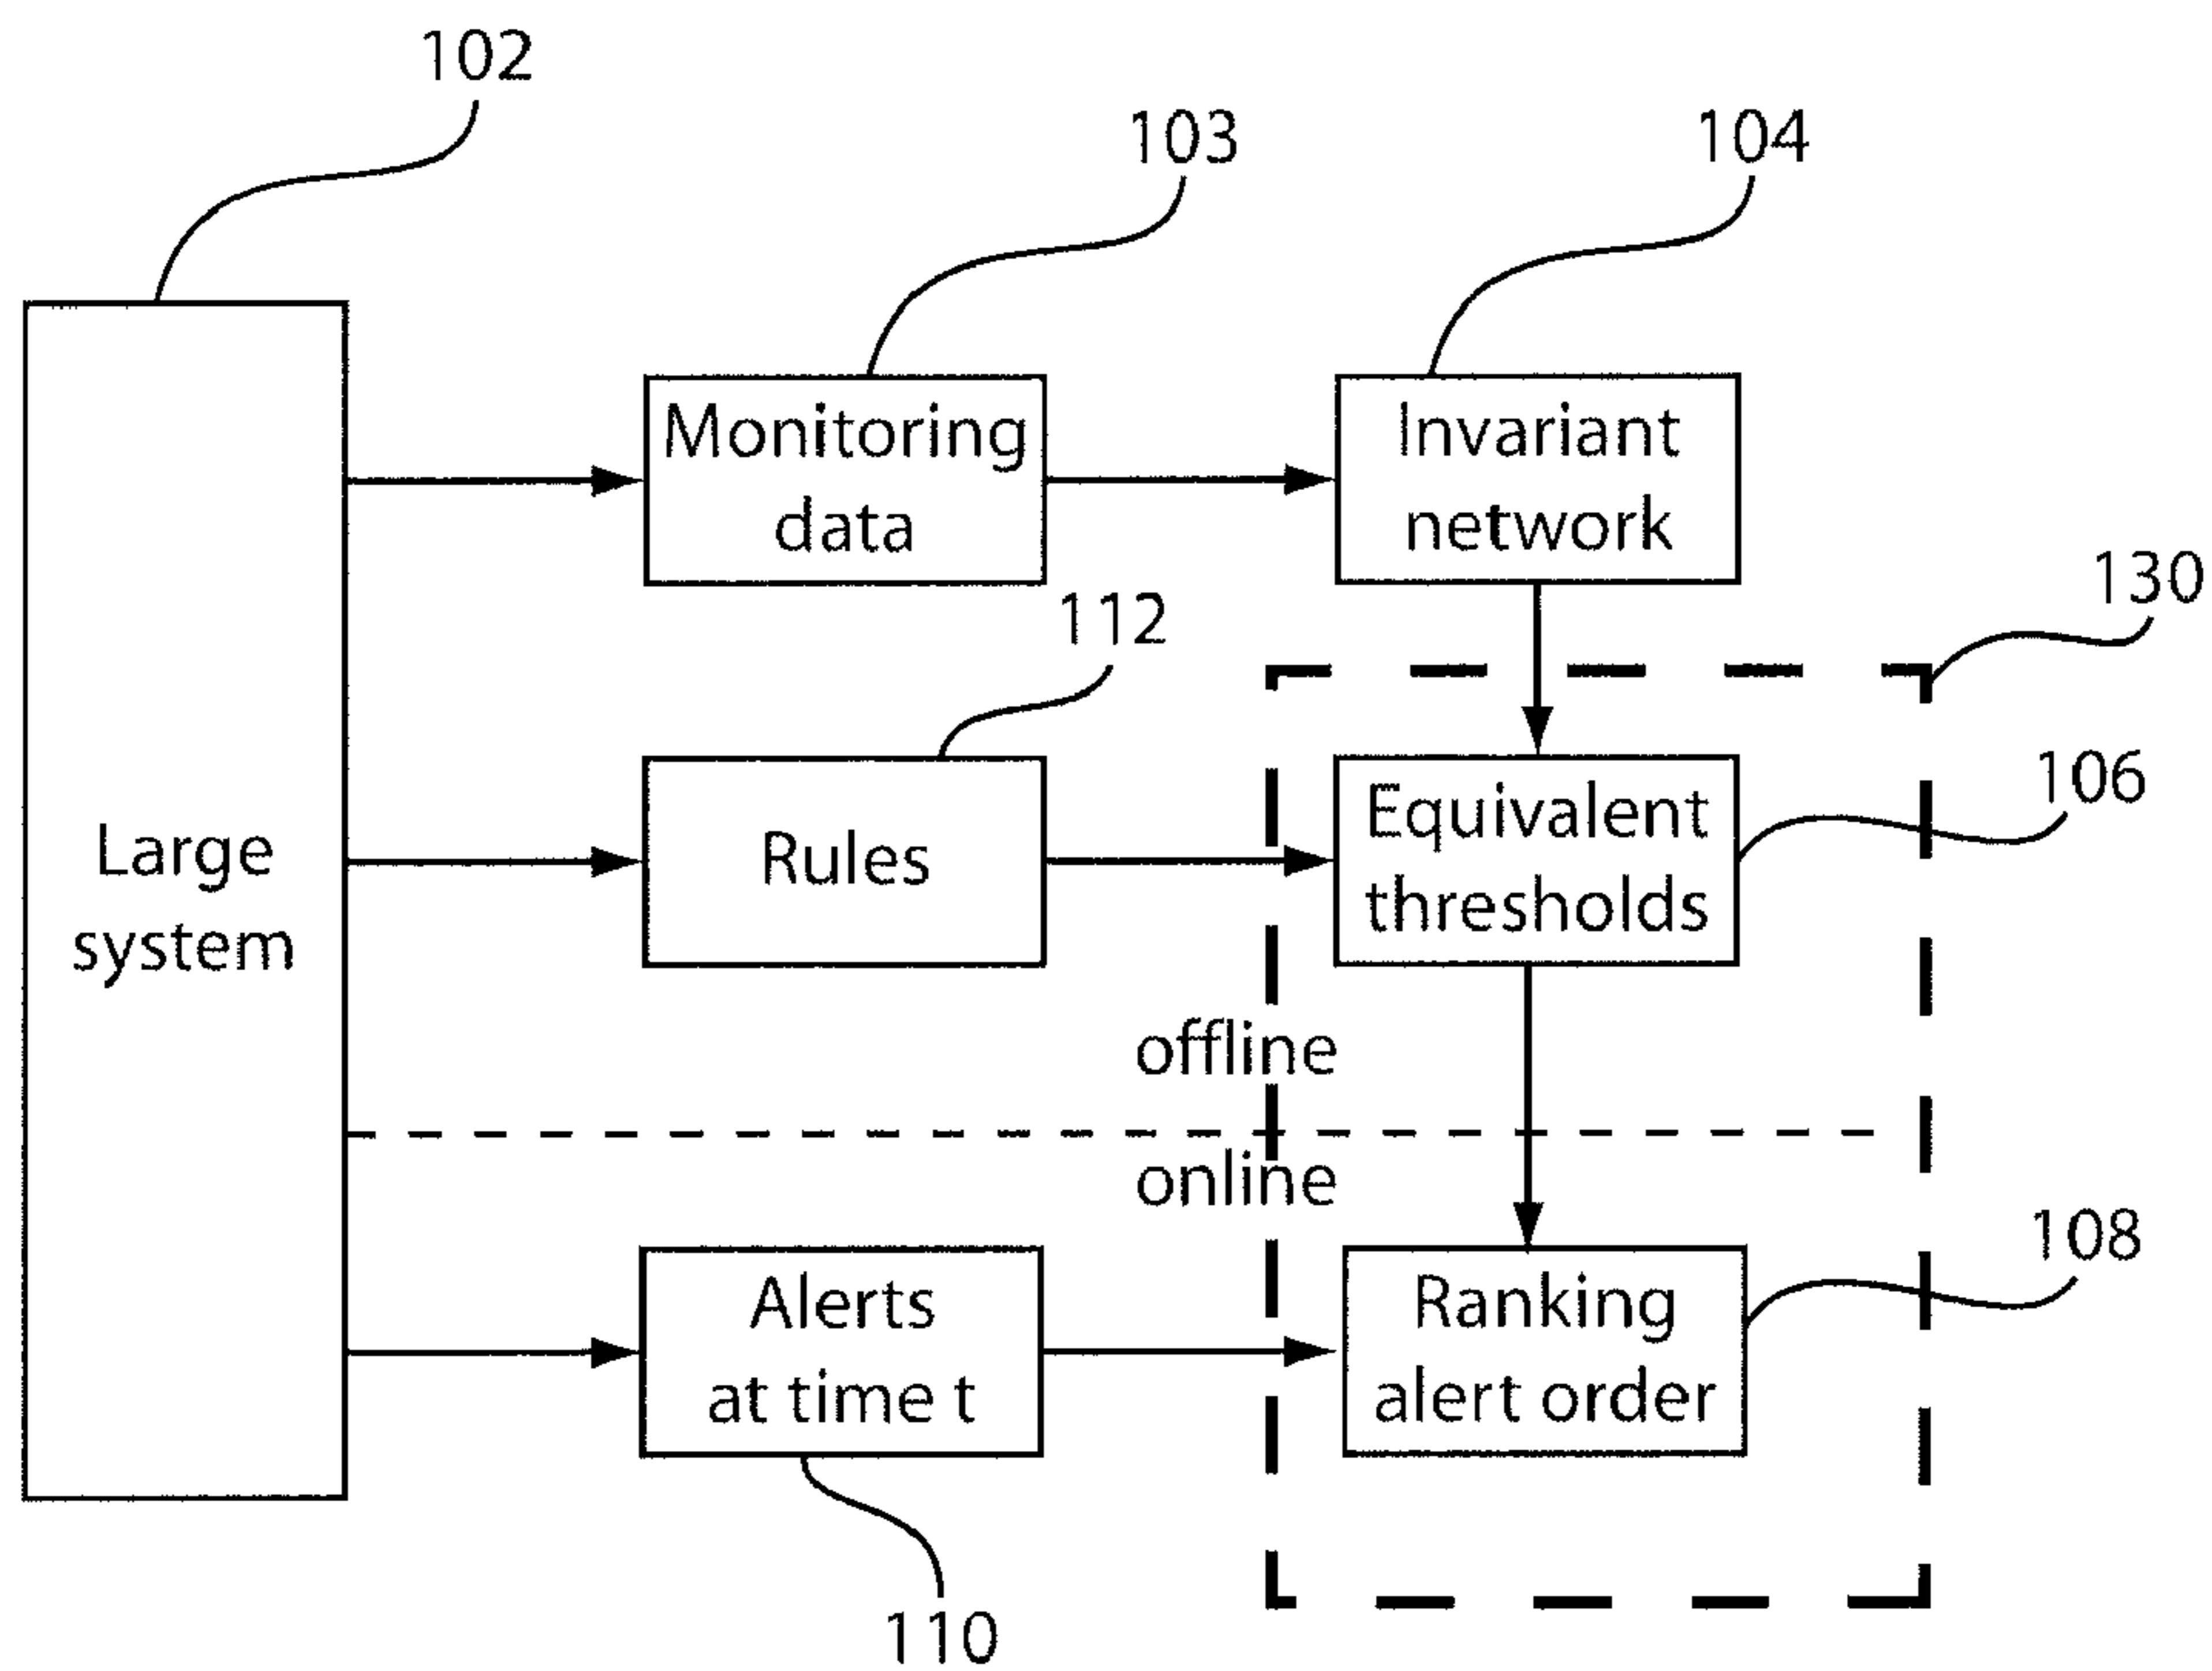 102
103
104
Monitoring
data
Invariant
network
130
112
106
Large
system
Rules
Equivalent
thresholds
offline
online
108
Alerts
at time t
Ranking
alert order
110